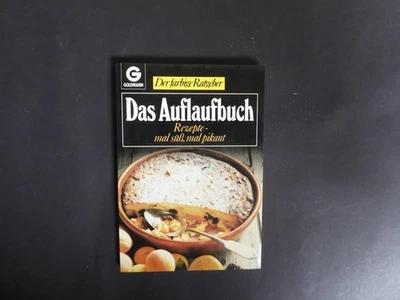 G
GOLDMANN
Der farbige Ratgeber
Das Auflaufbuch
Rezepte -
mal süß, mal pikant